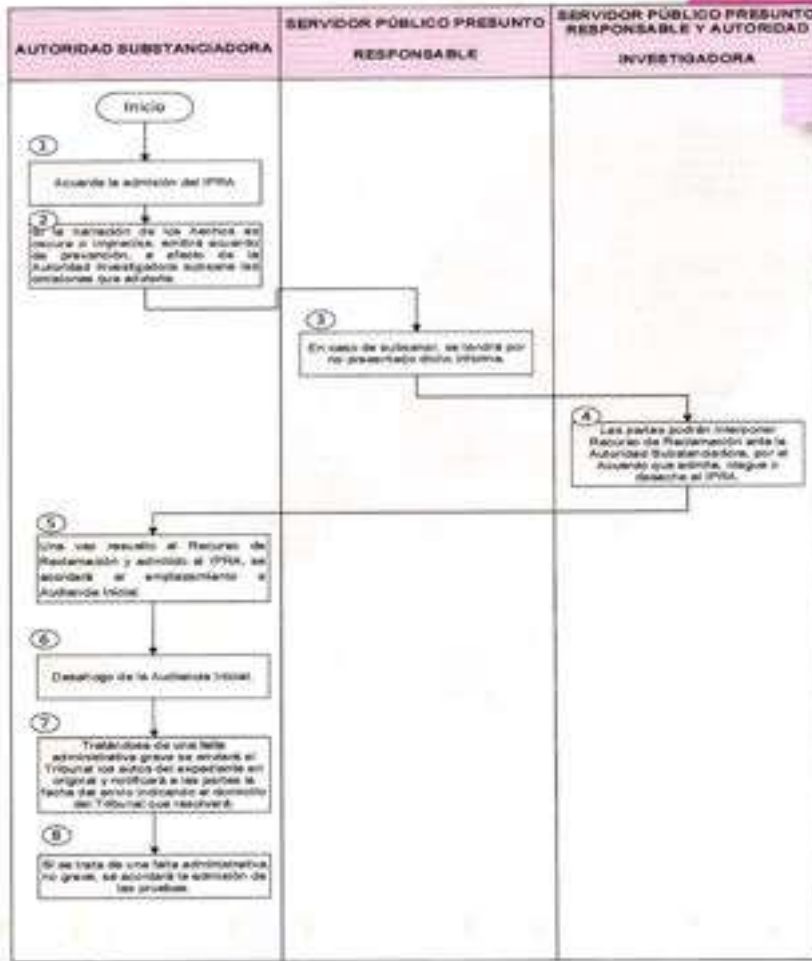 AUTORIDAD SUBSTANCIADORA
SERVIDOR PÚBLICO PRESUNTO
RESPONSABLE
SERVIDOR PÚBLICO PRESUNTO
RESPONSABLE Y AUTORIDAD
INVESTIGADORA
Inicio
1
Acuerda la admisión del IPRA
2
Si la narración de los hechos es
oscura o imprecisa, emitirá acuerdo
de prevención, a efecto de la
Autoridad Investigadora subsane las
omisiones que advierte
3
En caso de subsanar, se tendrá por
no presentado dicho informe.
4
Las partes podrán interponer
Recurso de Reclamación ante la
Autoridad Substanciadora, por el
Acuerdo que admita, niegue o
deseche el IPRA.
5
Una vez resuelto el Recurso de
Reclamación y admitido el IPRA, se
acordará el emplazamiento a
Audiencia Inicial
6
Desahogo de la Audiencia Inicial.
7
Tratándose de una falta
administrativa grave se enviará al
Tribunal los autos del expediente en
original y notificará a las partes la
fecha del envío indicando el domicilio
del Tribunal que resolverá.
8
Si se trata de una falta administrativa
no grave, se acordará la admisión de
las pruebas.